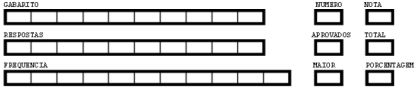 GABARITO NUMERO NOTA
RESPOSTAS APROVADOS TOTAL
FREQUENCIA MAIOR PORCENTAGEM